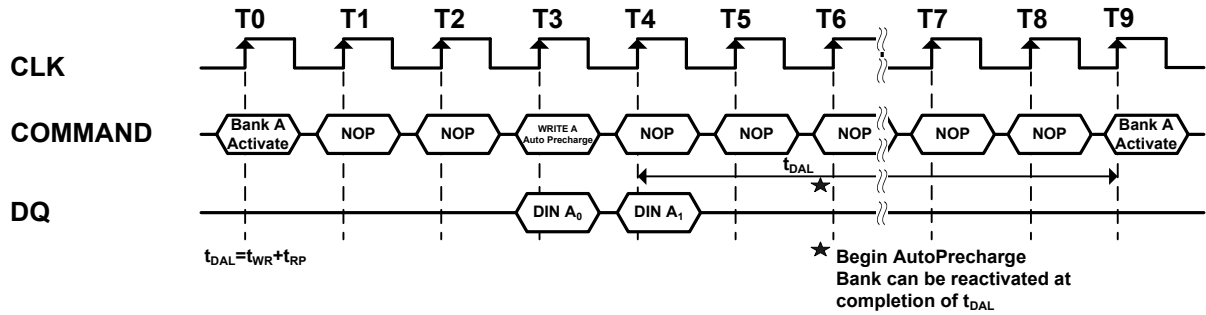 T0 T1 T2 T3 T4 T5 T6 T7 T8 T9
CLK
COMMAND
Bank A
Activate
NOP
NOP
WRITE A
Auto Precharge
NOP
NOP
NOP
NOP
NOP
Bank A
Activate
tDAL
DQ
DIN A0
DIN A1
tDAL=tWR+tRP
Begin AutoPrecharge
Bank can be reactivated at
completion of tDAL